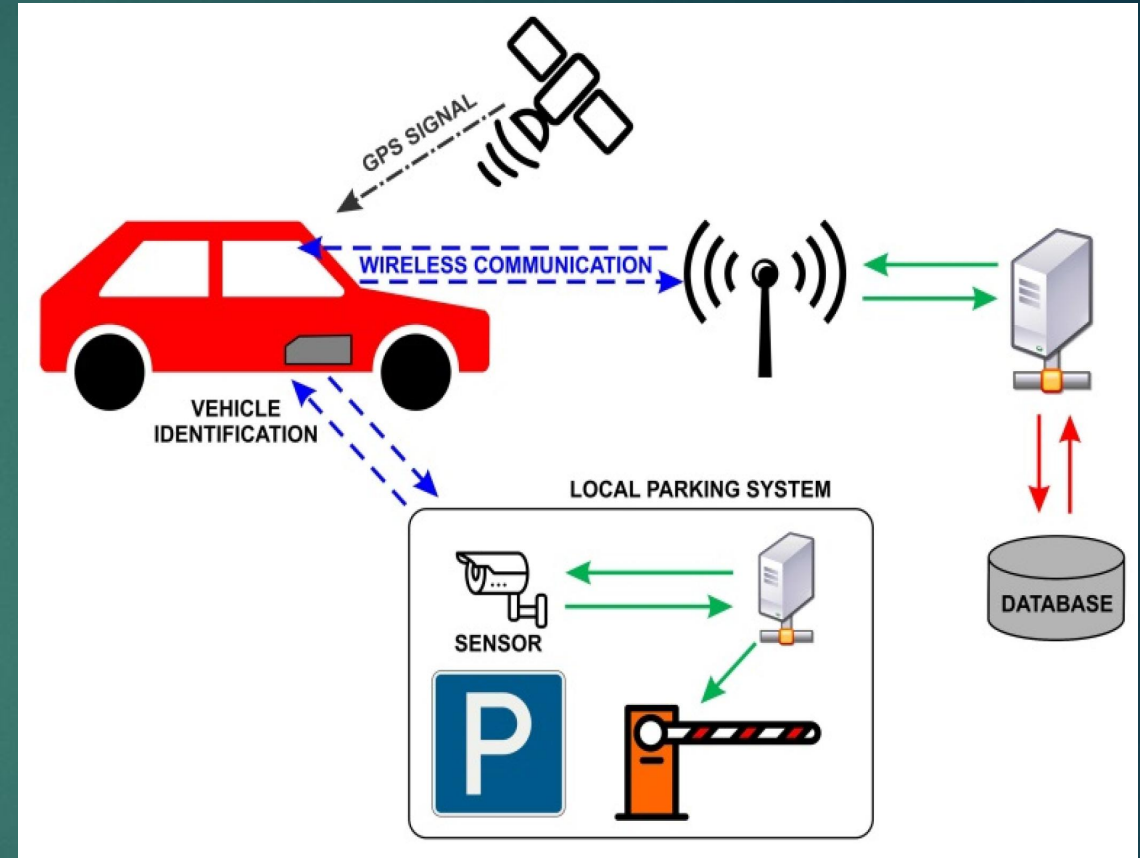 GPS SIGNAL
WIRELESS COMMUNICATION
VEHICLE
IDENTIFICATION
LOCAL PARKING SYSTEM
SENSOR
DATABASE
P